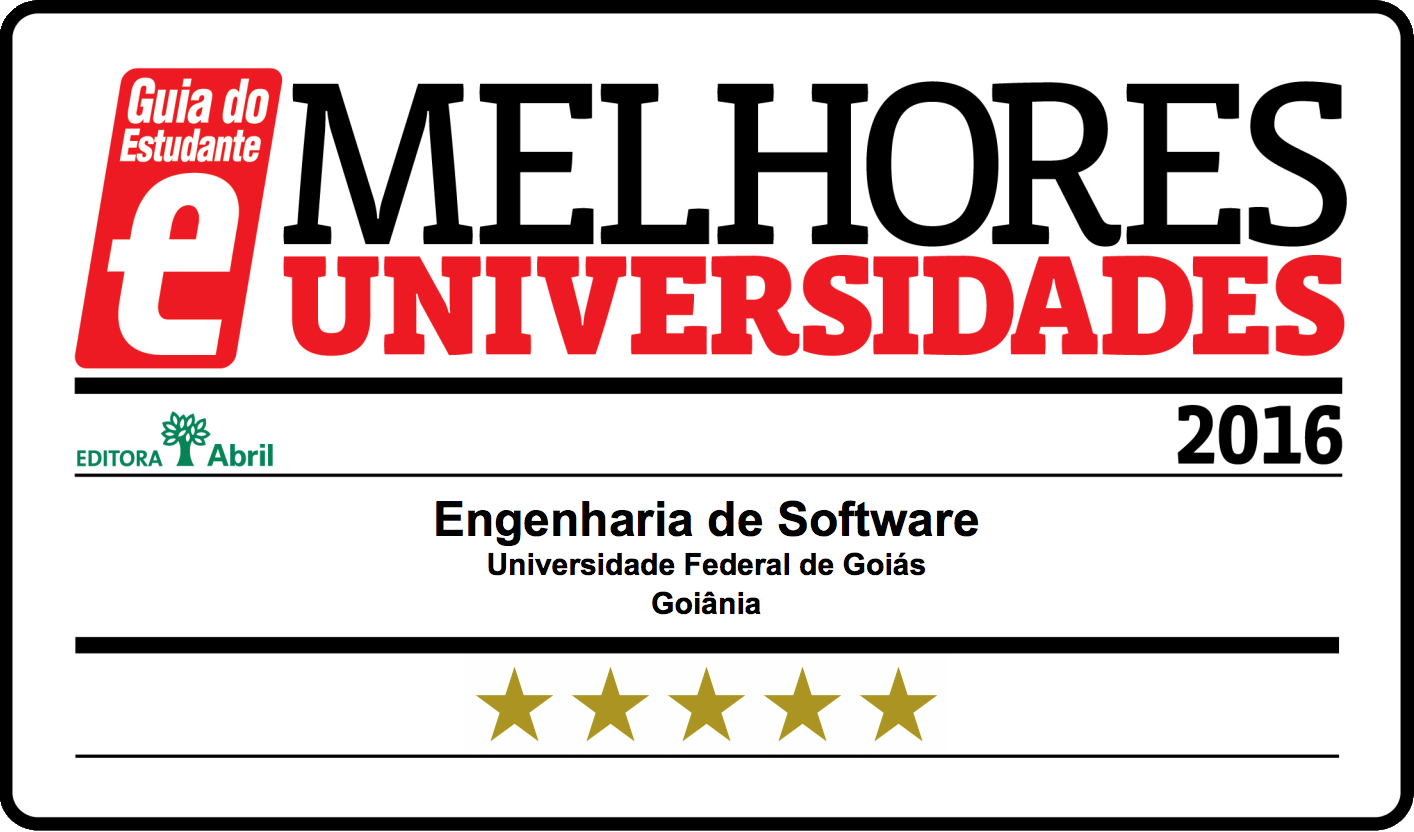 Guia do
Estudante
e
MELHORES
UNIVERSIDADES
EDITORA Abril
2016
Engenharia de Software
Universidade Federal de Goiás
Goiânia